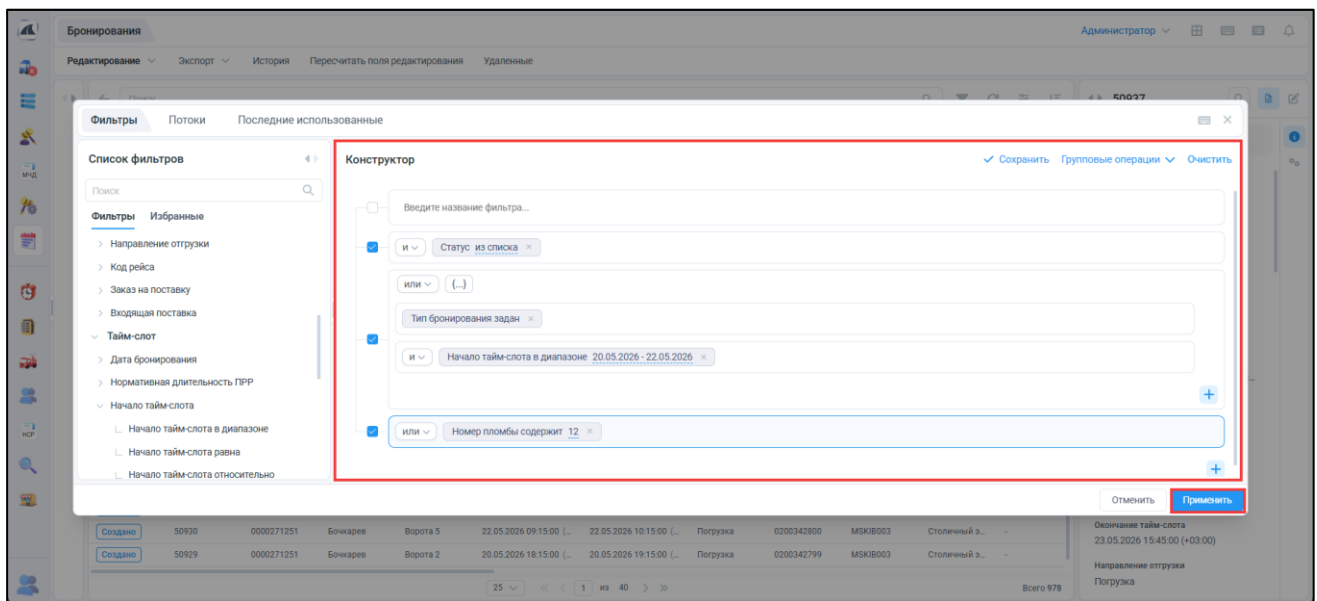 Бронирования
Администратор
Редактирование Экспорт История Пересчитать поля редактирования Удаленные
Поиск
50937
Фильтры Потоки Последние использованные
Список фильтров
Конструктор
Сохранить Групповые операции Очистить
Поиск
Введите название фильтра...
Фильтры Избранные
Направление отгрузки
и Статус из списка ×
Код рейса
Заказ на поставку
или {...}
Входящая поставка
Тип бронирования задан ×
Тайм-слот
Дата бронирования
и Начало тайм-слота в диапазоне 20.05.2026 - 22.05.2026 ×
Нормативная длительность ПРР
Начало тайм-слота
Начало тайм-слота в диапазоне
или Номер пломбы содержит 12 ×
Начало тайм-слота равна
Начало тайм-слота относительно
Отменить Применить
МЧД
НСР
Создано 50930 0000271251 Бочкарев Ворота 5 22.05.2026 09:15:00 (... 22.05.2026 10:15:00 (... Погрузка 0200342800 MSKIB003 Столичный э... -
Создано 50929 0000271251 Бочкарев Ворота 2 20.05.2026 18:15:00 (... 20.05.2026 19:15:00 (... Погрузка 0200342799 MSKIB003 Столичный э... -
Окончание тайм-слота
23.05.2026 15:45:00 (+03:00)
Направление отгрузки
Погрузка
25 << < 1 из 40 > >> Всего 978